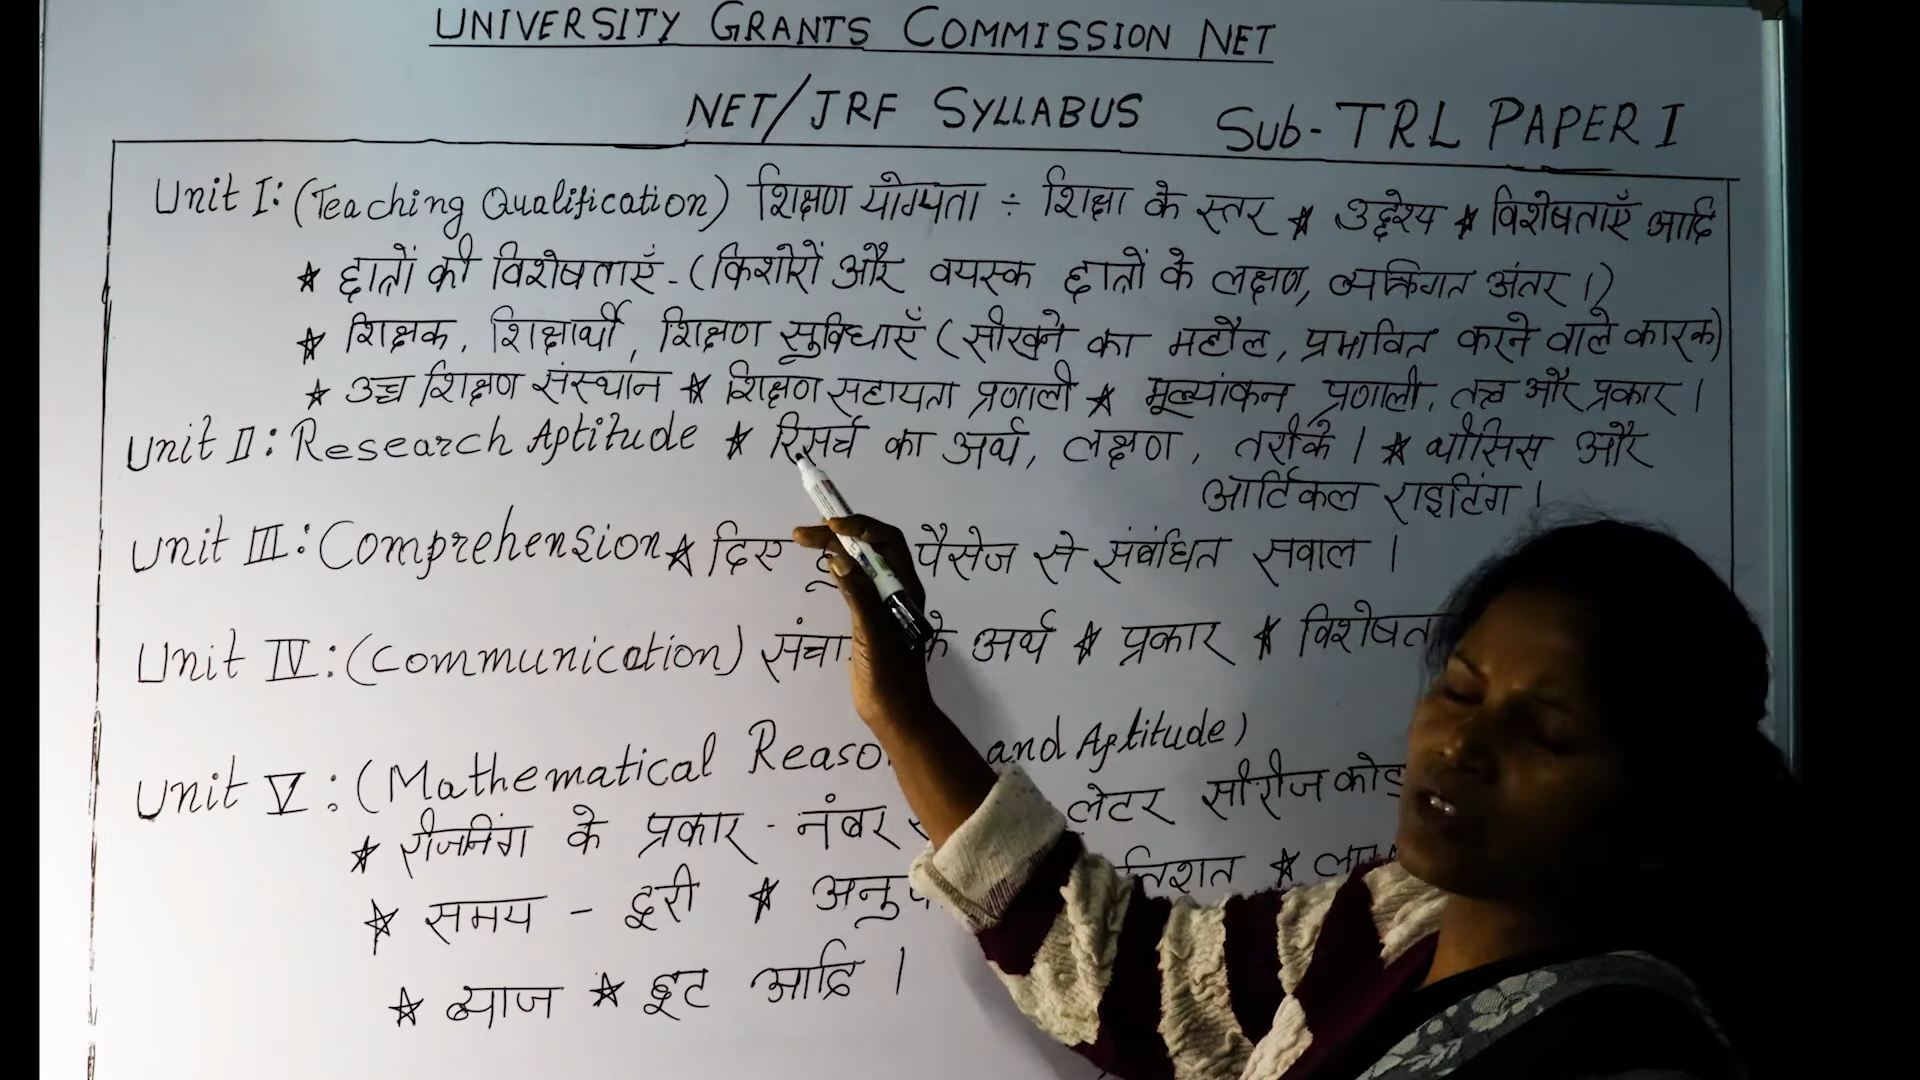 UNIVERSITY GRANTS COMMISSION NET
NET/JRF SYLLABUS Sub-TRL PAPER I
Unit I: (Teaching Qualification) शिक्षण योग्यता ÷ शिक्षा के स्तर ★ उद्देश्य ★ विशेषताएँ आदि
★ छात्रों की विशेषताएँ - (किशोरों और वयस्क छात्रों के लक्षण, व्यक्तिगत अंतर।)
★ शिक्षक, शिक्षार्थी, शिक्षण सुविधाएँ (सीखने का महौल, प्रभावित करने वाले कारक)
★ उच्च शिक्षण संस्थान ★ शिक्षण सहायता प्रणाली ★ मूल्यांकन प्रणाली, तत्व और प्रकार।
Unit II: Research Aptitude ★ रिसर्च का अर्थ, लक्षण, तरीके। ★ थीसिस और
आर्टिकल राइटिंग।
Unit III: Comprehension ★ दिए पैसेज से संबंधित सवाल।
Unit IV: (Communication) के अर्थ ★ प्रकार ★
Unit V: (Mathematical and Aptitude)
★ रीजनिंग के प्रकार - नंबर लेटर सीरीज
★ समय - दूरी ★ ★
★ ब्याज ★ छूट आदि।